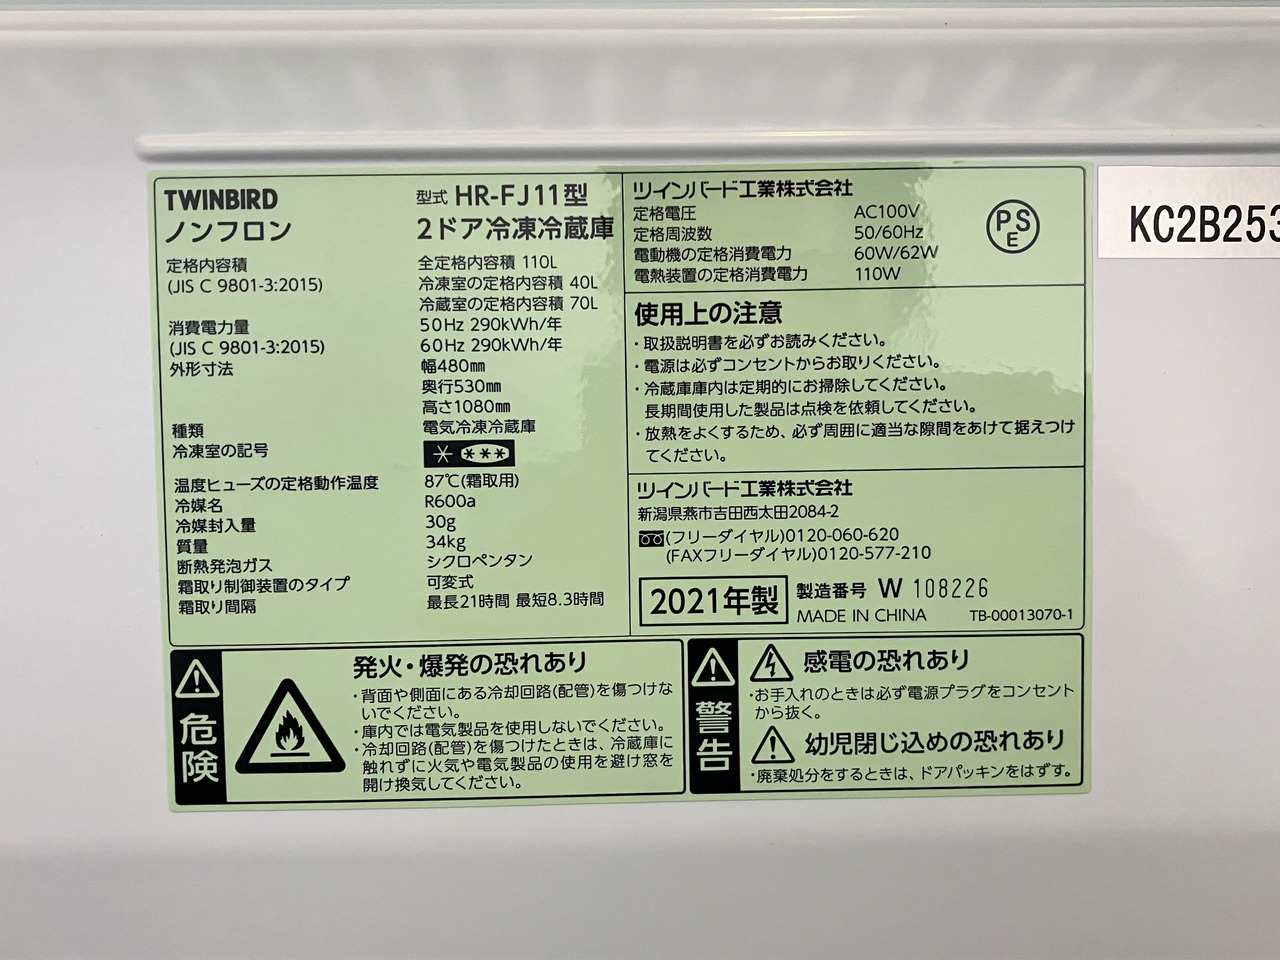 TWINBIRD
ノンフロン
型式 HR-FJ11型
2ドア冷凍冷蔵庫
定格内容積
(JIS C 9801-3:2015)
全定格内容積 110L
冷凍室の定格内容積 40L
冷蔵室の定格内容積 70L
消費電力量
(JIS C 9801-3:2015)
50Hz 290kWh/年
60Hz 290kWh/年
外形寸法
幅480mm
奥行530mm
高さ1080mm
種類
電気冷凍冷蔵庫
冷凍室の記号
温度ヒューズの定格動作温度 87℃(霜取用)
冷媒名 R600a
冷媒封入量 30g
質量 34kg
断熱発泡ガス シクロペンタン
霜取り制御装置のタイプ 可変式
霜取り間隔 最長21時間 最短8.3時間
ツインバード工業株式会社
定格電圧 AC100V
定格周波数 50/60Hz
電動機の定格消費電力 60W/62W
電熱装置の定格消費電力 110W
PSE
使用上の注意
・取扱説明書を必ずお読みください。
・電源は必ずコンセントからお取りください。
・冷蔵庫庫内は定期的にお掃除してください。
長期間使用した製品は点検を依頼してください。
・放熱をよくするため、必ず周囲に適当な隙間をあけて据えつけ
てください。
ツインバード工業株式会社
新潟県燕市吉田西太田2084-2
(フリーダイヤル)0120-060-620
(FAXフリーダイヤル)0120-577-210
2021年製
製造番号 W 108226
MADE IN CHINA TB-00013070-1
危険
発火・爆発の恐れあり
・背面や側面にある冷却回路(配管)を傷つけな
いでください。
・庫内では電気製品を使用しないでください。
・冷却回路(配管)を傷つけたときは、冷蔵庫に
触れずに火気や電気製品の使用を避け窓を
開け換気してください。
警告
感電の恐れあり
・お手入れのときは必ず電源プラグをコンセント
から抜く。
幼児閉じ込めの恐れあり
・廃棄処分をするときは、ドアパッキンをはずす。
KC2B253